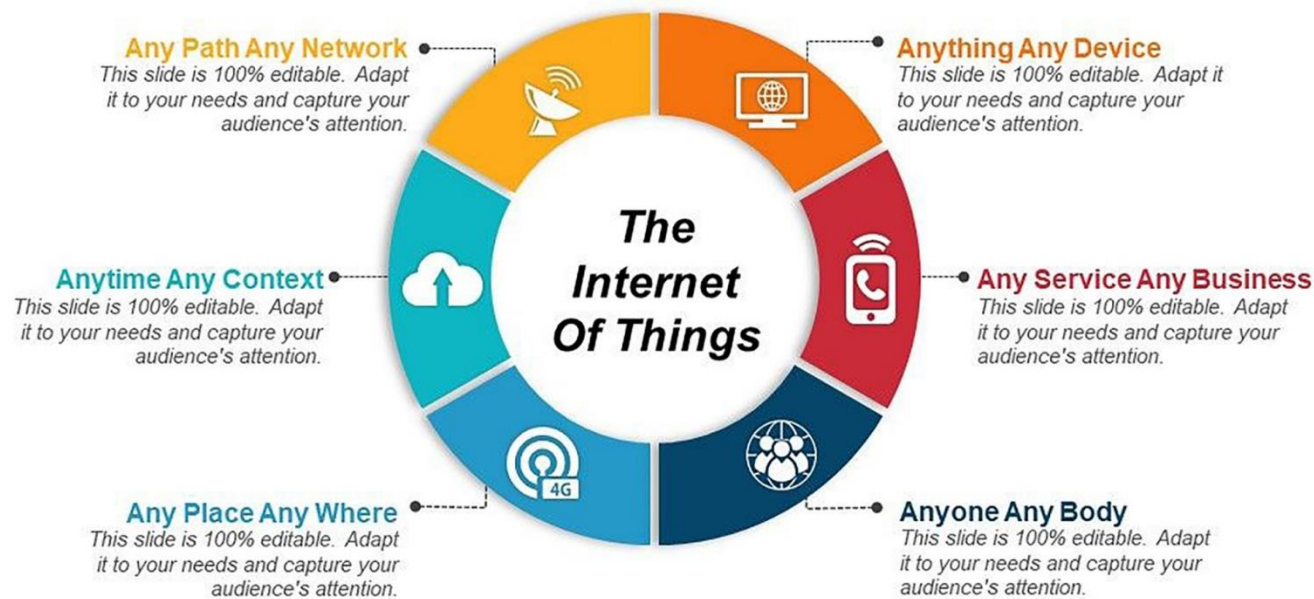 Any Path Any Network
This slide is 100% editable. Adapt
it to your needs and capture your
audience's attention.
Anything Any Device
This slide is 100% editable. Adapt it
to your needs and capture your
audience's attention.
The
Internet
Of Things
Anytime Any Context
This slide is 100% editable. Adapt
it to your needs and capture your
audience's attention.
Any Service Any Business
This slide is 100% editable. Adapt
it to your needs and capture your
audience's attention.
4G
Any Place Any Where
This slide is 100% editable. Adapt
it to your needs and capture your
audience's attention.
Anyone Any Body
This slide is 100% editable. Adapt
it to your needs and capture your
audience's attention.